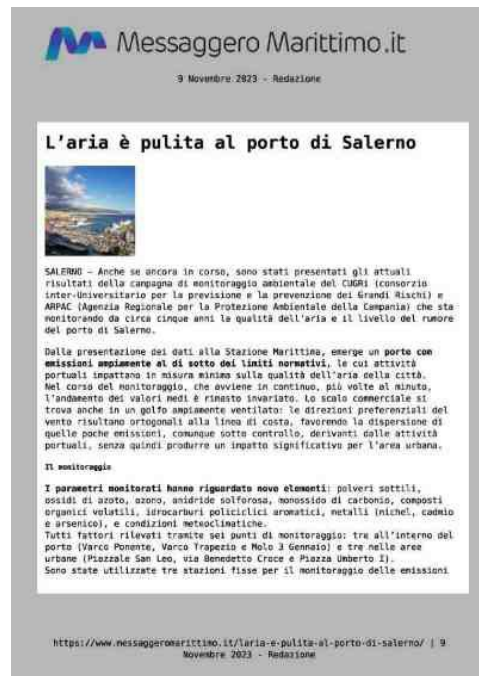 Messaggero Marittimo.it
9 Novembre 2023 - Redazione
L'aria è pulita al porto di Salerno
SALERNO – Anche se ancora in corso, sono stati presentati gli attuali
risultati della campagna di monitoraggio ambientale del CUGRI (consorzio
inter-Universitario per la previsione e la prevenzione dei Grandi Rischi) e
ARPAC (Agenzia Regionale per la Protezione Ambientale della Campania) che sta
monitorando da circa cinque anni la qualità dell'aria e il livello del rumore
del porto di Salerno.
Dalla presentazione dei dati alla Stazione Marittima, emerge un porto con
emissioni ampiamente al di sotto dei limiti normativi, le cui attività
portuali impattano in misura minima sulla qualità dell'aria della città.
Nel corso del monitoraggio, che avviene in continuo, più volte al minuto,
l'andamento dei valori medi è rimasto invariato. Lo scalo commerciale si
trova anche in un golfo ampiamente ventilato: le direzioni preferenziali del
vento risultano ortogonali alla linea di costa, favorendo la dispersione di
quelle poche emissioni, comunque sotto controllo, derivanti dalle attività
portuali, senza quindi produrre un impatto significativo per l'area urbana.
Il monitoraggio
I parametri monitorati hanno riguardato nove elementi: polveri sottili,
ossidi di azoto, ozono, anidride solforosa, monossido di carbonio, composti
organici volatili, idrocarburi policiclici aromatici, metalli (nichel, cadmio
e arsenico), e condizioni meteoclimatiche.
Tutti fattori rilevati tramite sei punti di monitoraggio: tre all'interno del
porto (Varco Ponente, Varco Trapezio e Molo 3 Gennaio) e tre nelle aree
urbane (Piazzale San Leo, via Benedetto Croce e Piazza Umberto I).
Sono state utilizzate tre stazioni fisse per il monitoraggio delle emissioni
https://www.messaggeromarittimo.it/laria-e-pulita-al-porto-di-salerno/ | 9
Novembre 2023 - Redazione